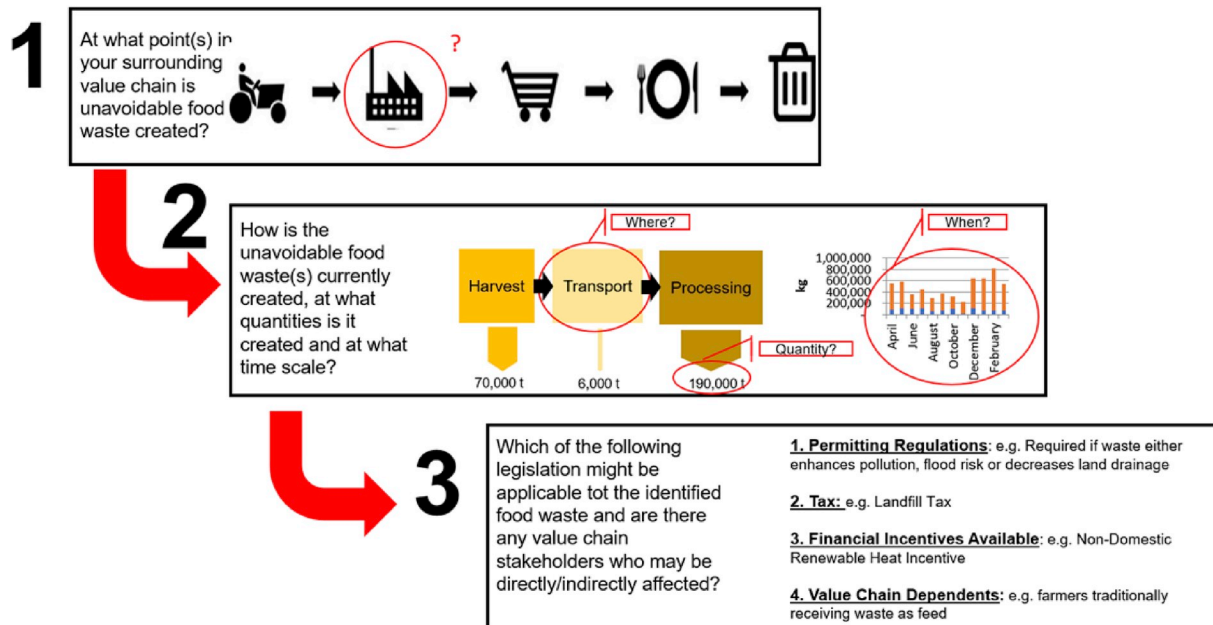 1
At what point(s) in
your surrounding
value chain is
unavoidable food
waste created?
?
2
How is the
unavoidable food
waste(s) currently
created, at what
quantities is it
created and at what
time scale?
Where?
Harvest
Transport
Processing
Quantity?
70,000 t
6,000 t
190,000 t
When?
kg
1,000,000
800,000
600,000
400,000
200,000
-
April
June
August
October
December
February
3
Which of the following
legislation might be
applicable tot the identified
food waste and are there
any value chain
stakeholders who may be
directly/indirectly affected?
1. Permitting Regulations: e.g. Required if waste either
enhances pollution, flood risk or decreases land drainage
2. Tax: e.g. Landfill Tax
3. Financial Incentives Available: e.g. Non-Domestic
Renewable Heat Incentive
4. Value Chain Dependents: e.g. farmers traditionally
receiving waste as feed